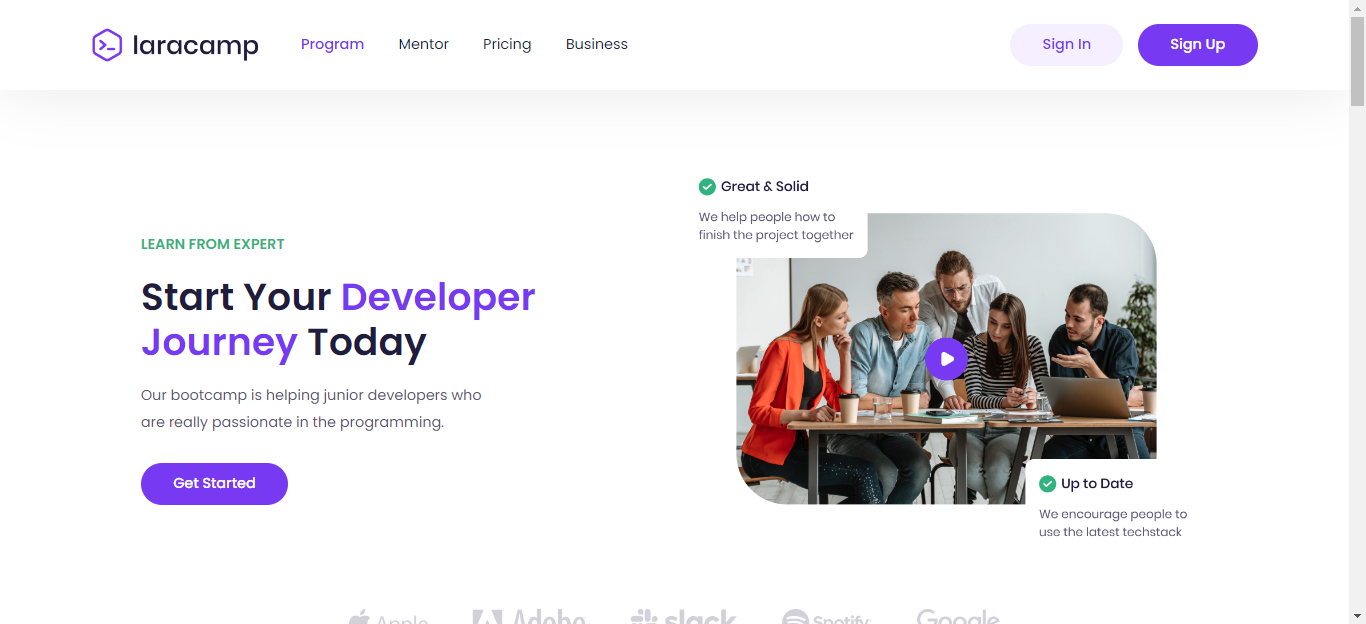 laracamp
Program
Mentor
Pricing
Business
Sign In
Sign Up
LEARN FROM EXPERT
Start Your Developer
Journey Today
Our bootcamp is helping junior developers who
are really passionate in the programming.
Get Started
Great & Solid
We help people how to
finish the project together
Up to Date
We encourage people to
use the latest techstack
Apple
Adobe
slack
Spotify
Google